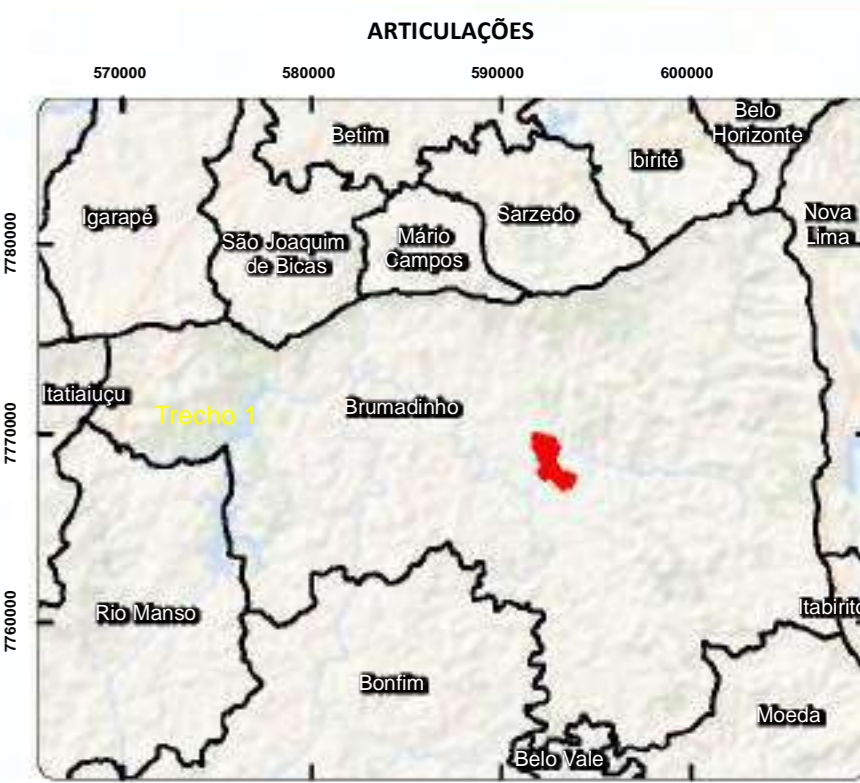 ARTICULAÇÕES
570000
580000
590000
600000
7780000
7770000
7760000
Betim
Belo
Horizonte
Ibirité
Igarapé
Sarzedo
Nova
Lima
São Joaquim
de Bicas
Mário
Campos
Itatiaiuçu
Brumadinho
Trecho 1
Rio Manso
Itabirito
Bonfim
Moeda
Belo Vale